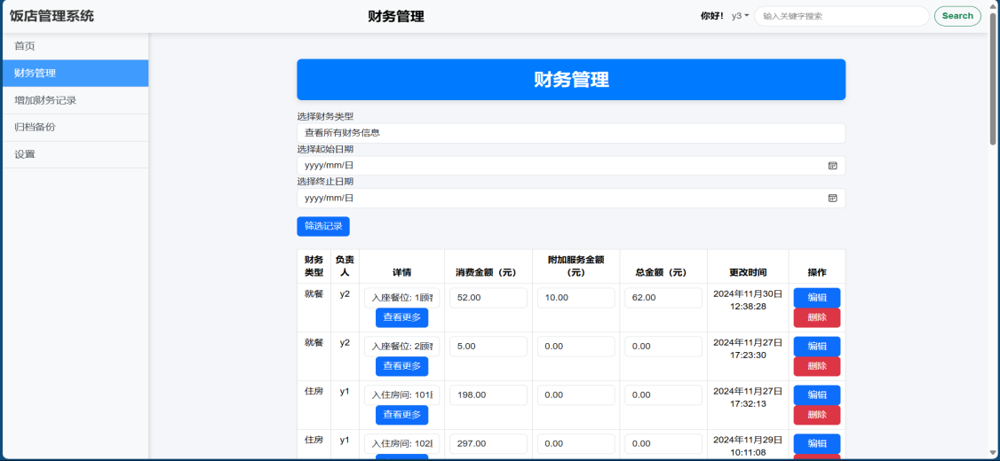 饭店管理系统
财务管理
你好! y3
输入关键字搜索
Search
首页
财务管理
增加财务记录
归档备份
设置
财务管理
选择财务类型
查看所有财务信息
选择起始日期
yyyy/mm/日
选择终止日期
yyyy/mm/日
筛选记录
财务类型 负责人 详情 消费金额（元） 附加服务金额（元） 总金额（元） 更改时间 操作
就餐 y2 入座餐位: 1顾客 52.00 10.00 62.00 2024年11月30日 编辑
查看更多 12:38:28 删除
就餐 y2 入座餐位: 2顾客 5.00 0.00 0.00 2024年11月27日 编辑
查看更多 17:23:30 删除
住房 y1 入住房间: 101 198.00 0.00 0.00 2024年11月27日 编辑
查看更多 17:32:13 删除
住房 y1 入住房间: 102 297.00 0.00 0.00 2024年11月29日 编辑
10:11:08